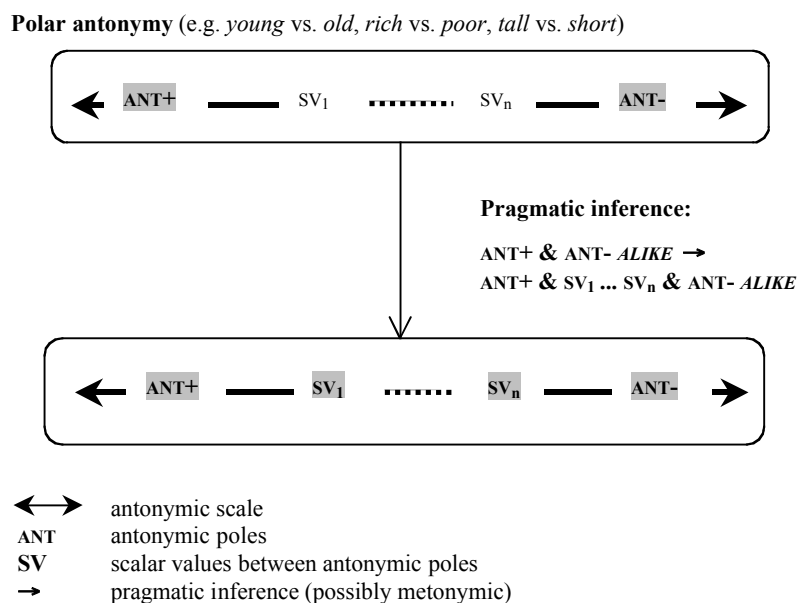 Polar antonymy (e.g. young vs. old, rich vs. poor, tall vs. short)
ANT+ SV1 SVn ANT-
Pragmatic inference:
ANT+ & ANT- ALIKE →
ANT+ & SV1 ... SVn & ANT- ALIKE
ANT+ SV1 SVn ANT-
antonymic scale
ANT antonymic poles
SV scalar values between antonymic poles
→ pragmatic inference (possibly metonymic)